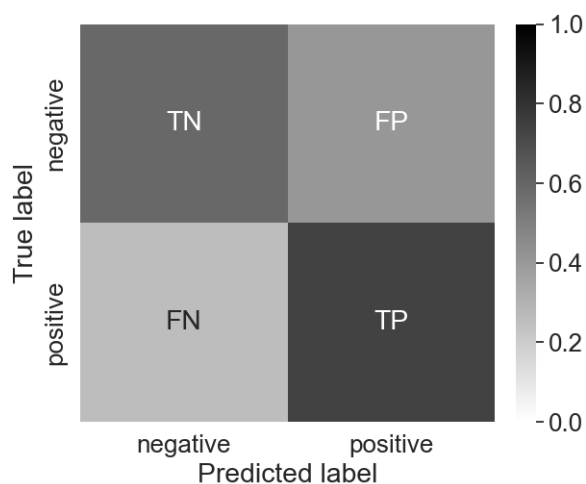 True label
negative
positive
TN
FP
FN
TP
negative
positive
Predicted label
1.0
0.8
0.6
0.4
0.2
0.0